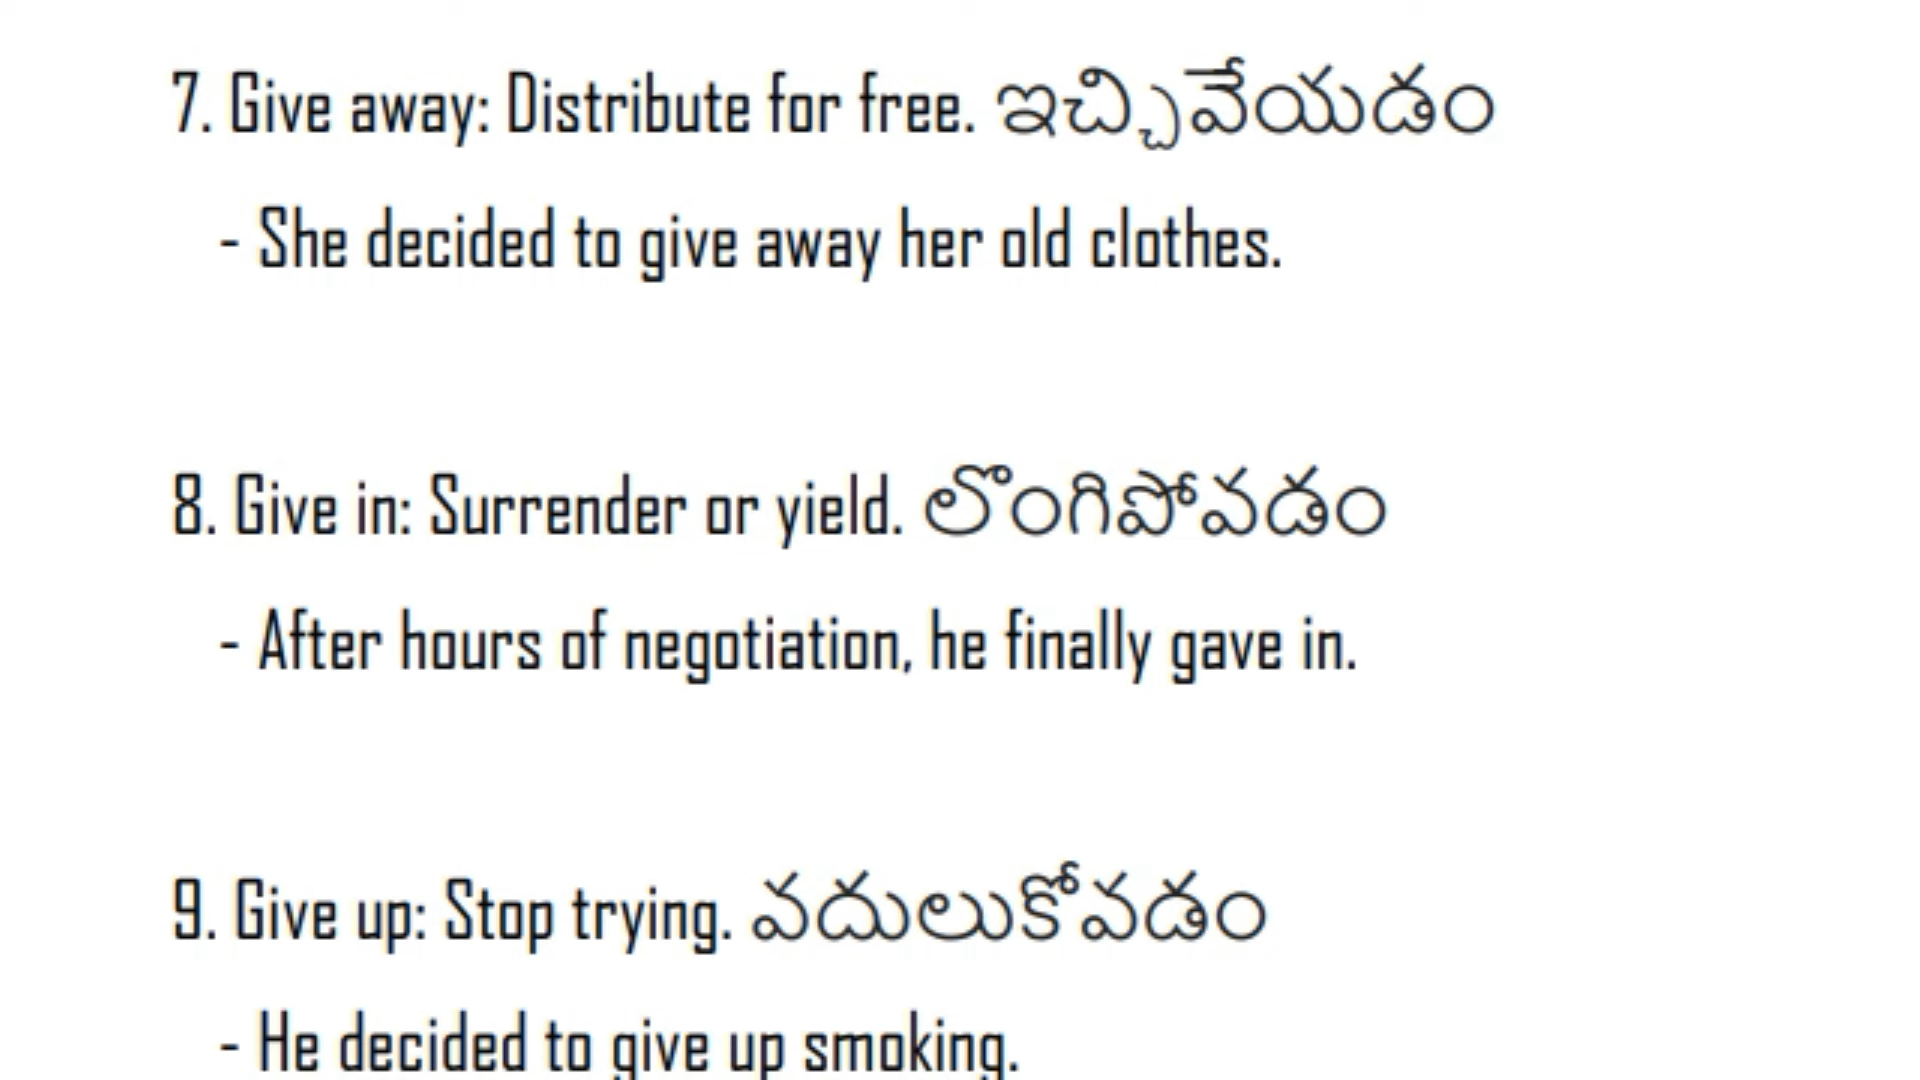 7. Give away: Distribute for free. ఇచ్చివేయడం
- She decided to give away her old clothes.
8. Give in: Surrender or yield. లొంగిపోవడం
- After hours of negotiation, he finally gave in.
9. Give up: Stop trying. వదులుకోవడం
- He decided to give up smoking.